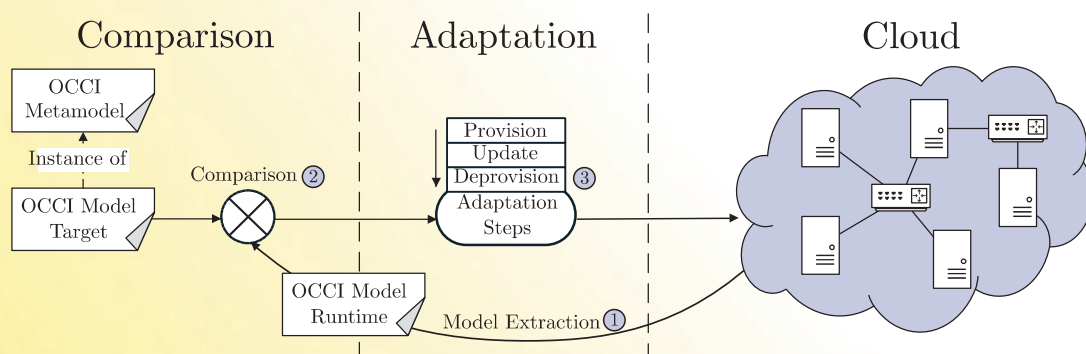 Comparison
Adaptation
Cloud
OCCI
Metamodel
Instance of
OCCI Model
Target
Comparison 2
Provision
Update
Deprovision 3
Adaptation
Steps
OCCI Model
Runtime
Model Extraction 1